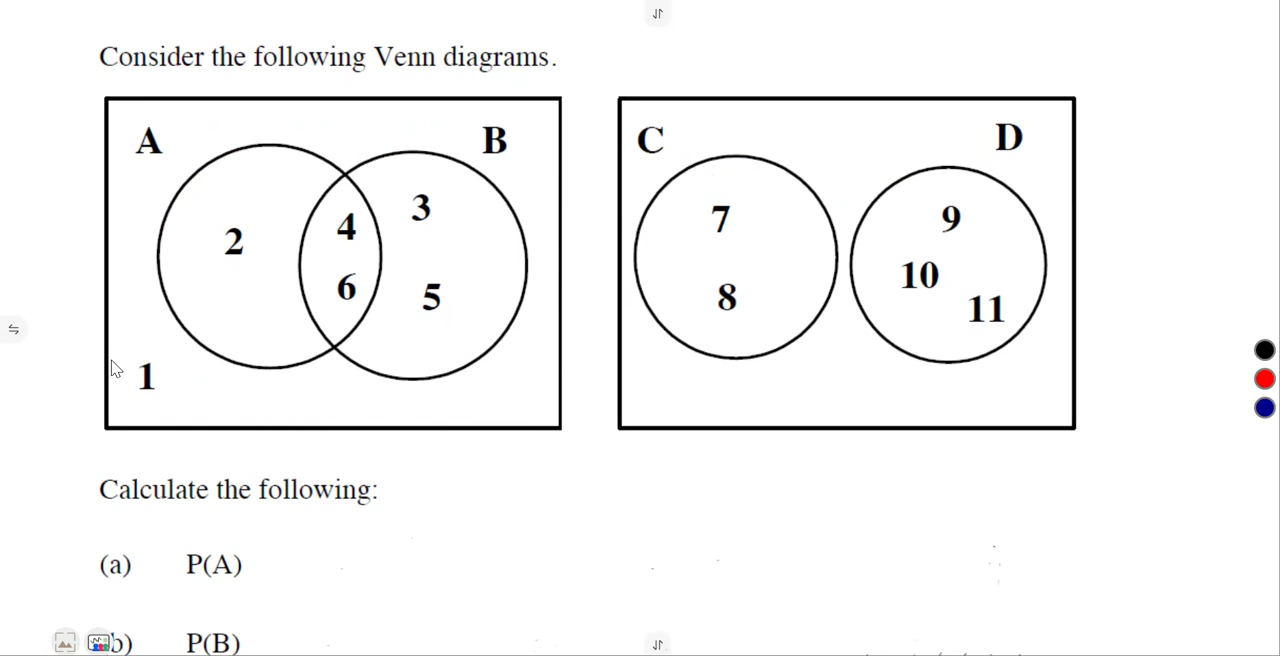 Consider the following Venn diagrams.
A B
2 4 3
6 5
1
C D
7 9
8 10 11
Calculate the following:
(a) P(A)
b) P(B)